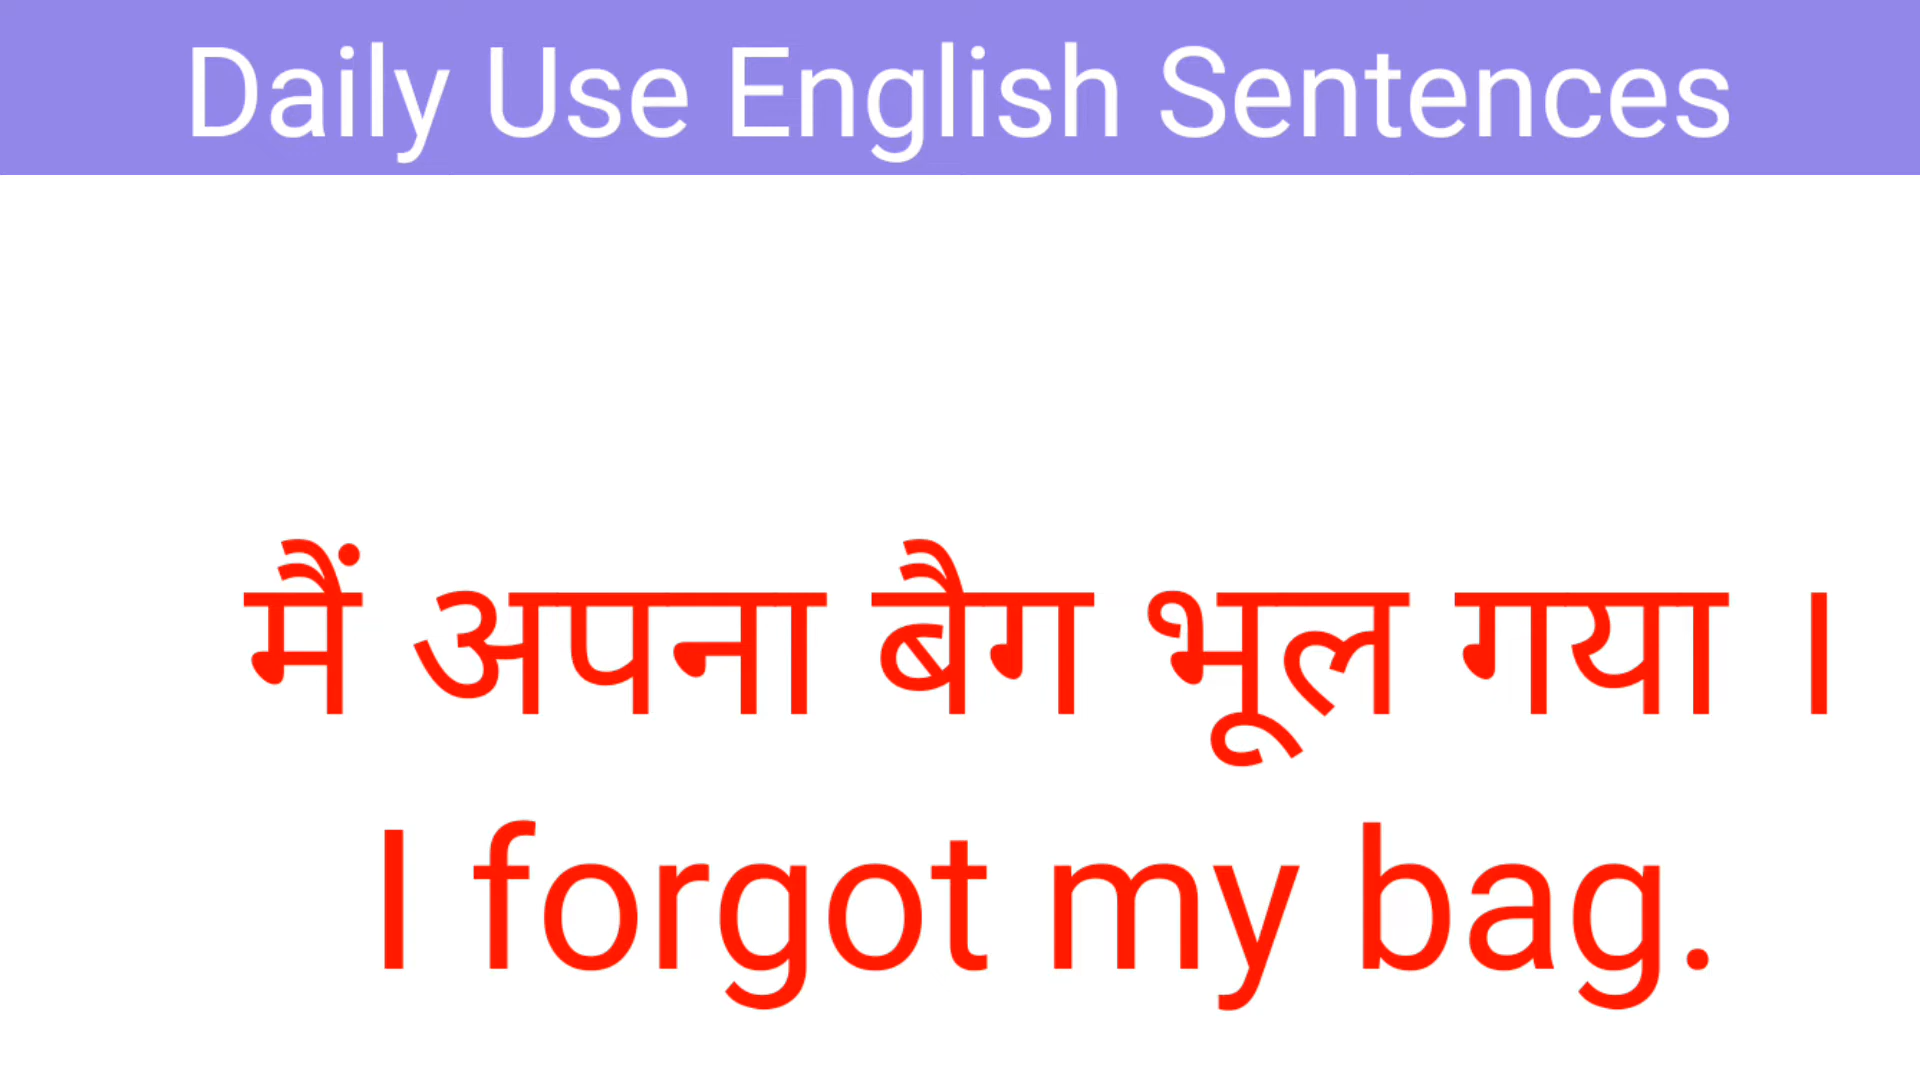 Daily Use English Sentences
मैं अपना बैग भूल गया ।
I forgot my bag.